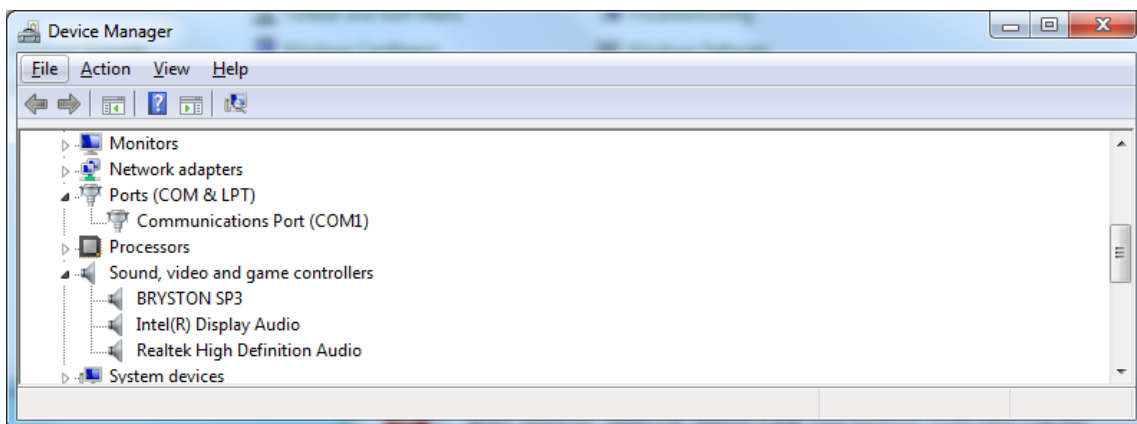 Device Manager
File Action View Help
Monitors
Network adapters
Ports (COM & LPT)
Communications Port (COM1)
Processors
Sound, video and game controllers
BRYSTON SP3
Intel(R) Display Audio
Realtek High Definition Audio
System devices